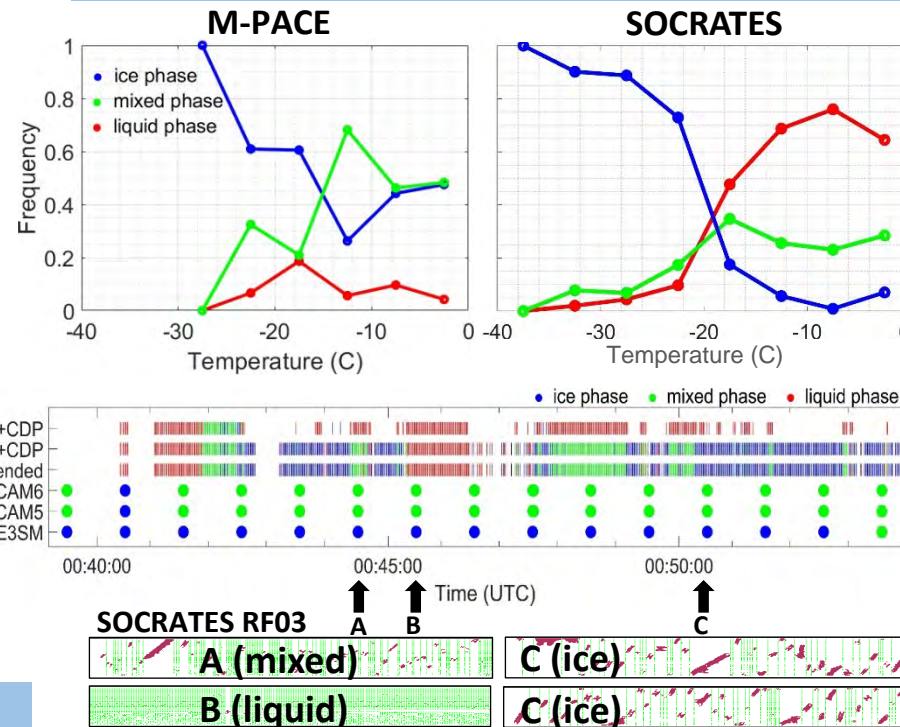 M-PACE
SOCRATES
1
0.8
0.6
0.4
0.2
0
Frequency
ice phase
mixed phase
liquid phase
-40 -30 -20 -10 0
Temperature (C)
-40 -30 -20 -10 0
Temperature (C)
ice phase mixed phase liquid phase
+CDP
+CDP
ended
CAM6
CAM5
E3SM
00:40:00 00:45:00 00:50:00
Time (UTC)
SOCRATES RF03 A B C
A (mixed) C (ice)
B (liquid) C (ice)